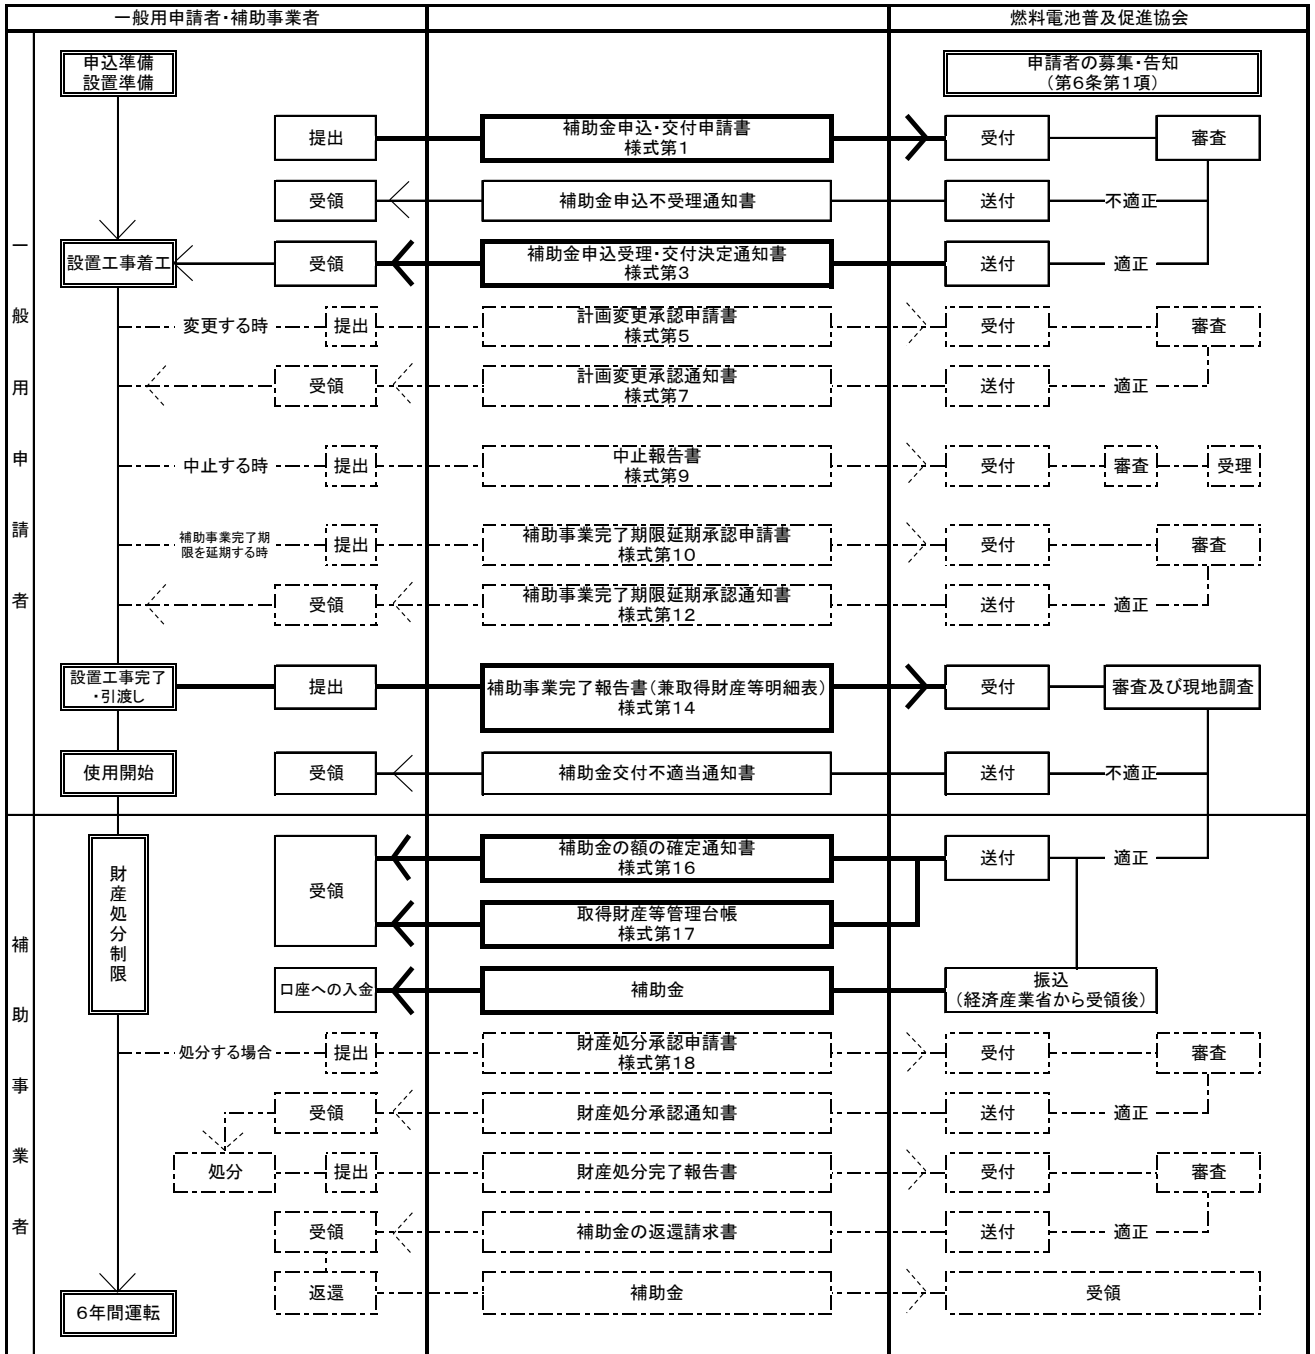 一般用申請者・補助事業者
燃料電池普及促進協会
一般用申請者
申込準備
設置準備
申請者の募集・告知
(第6条第1項)
提出
補助金申込・交付申請書
様式第1
受付
審査
受領
補助金申込不受理通知書
送付
不適正
設置工事着工
受領
補助金申込受理・交付決定通知書
様式第3
送付
適正
変更する時
提出
計画変更承認申請書
様式第5
受付
審査
受領
計画変更承認通知書
様式第7
送付
適正
中止する時
提出
中止報告書
様式第9
受付
審査
受理
補助事業完了期
限を延期する時
提出
補助事業完了期限延期承認申請書
様式第10
受付
審査
受領
補助事業完了期限延期承認通知書
様式第12
送付
適正
設置工事完了
・引渡し
提出
補助事業完了報告書(兼取得財産等明細表)
様式第14
受付
審査及び現地調査
使用開始
受領
補助金交付不適当通知書
送付
不適正
補助事業者
財産処分制限
受領
補助金の額の確定通知書
様式第16
送付
適正
取得財産等管理台帳
様式第17
口座への入金
補助金
振込
(経済産業省から受領後)
処分する場合
提出
財産処分承認申請書
様式第18
受付
審査
受領
財産処分承認通知書
送付
適正
処分
提出
財産処分完了報告書
受付
審査
受領
補助金の返還請求書
送付
適正
6年間運転
返還
補助金
受領